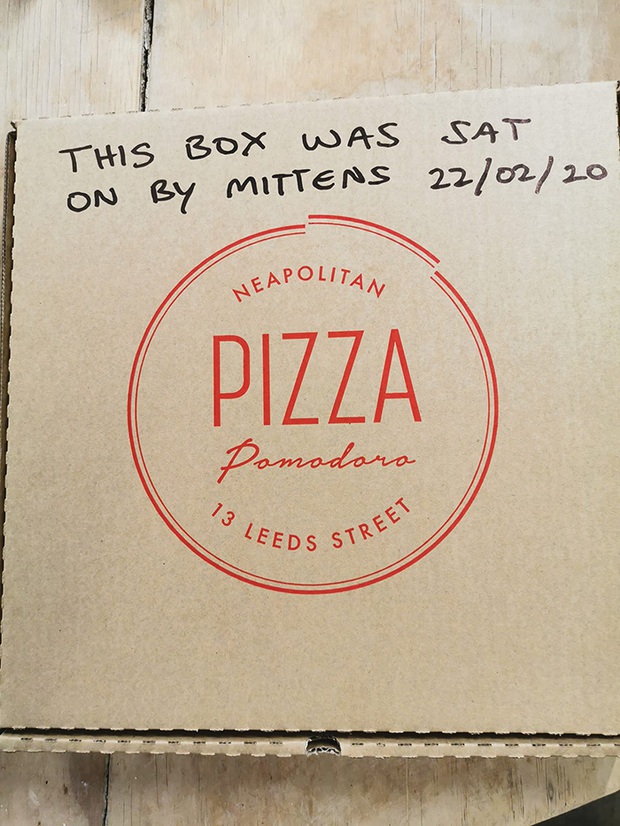 THIS BOX WAS SAT
ON BY MITTENS 22/02/20
NEAPOLITAN
PIZZA
Pomodoro
13 LEEDS STREET